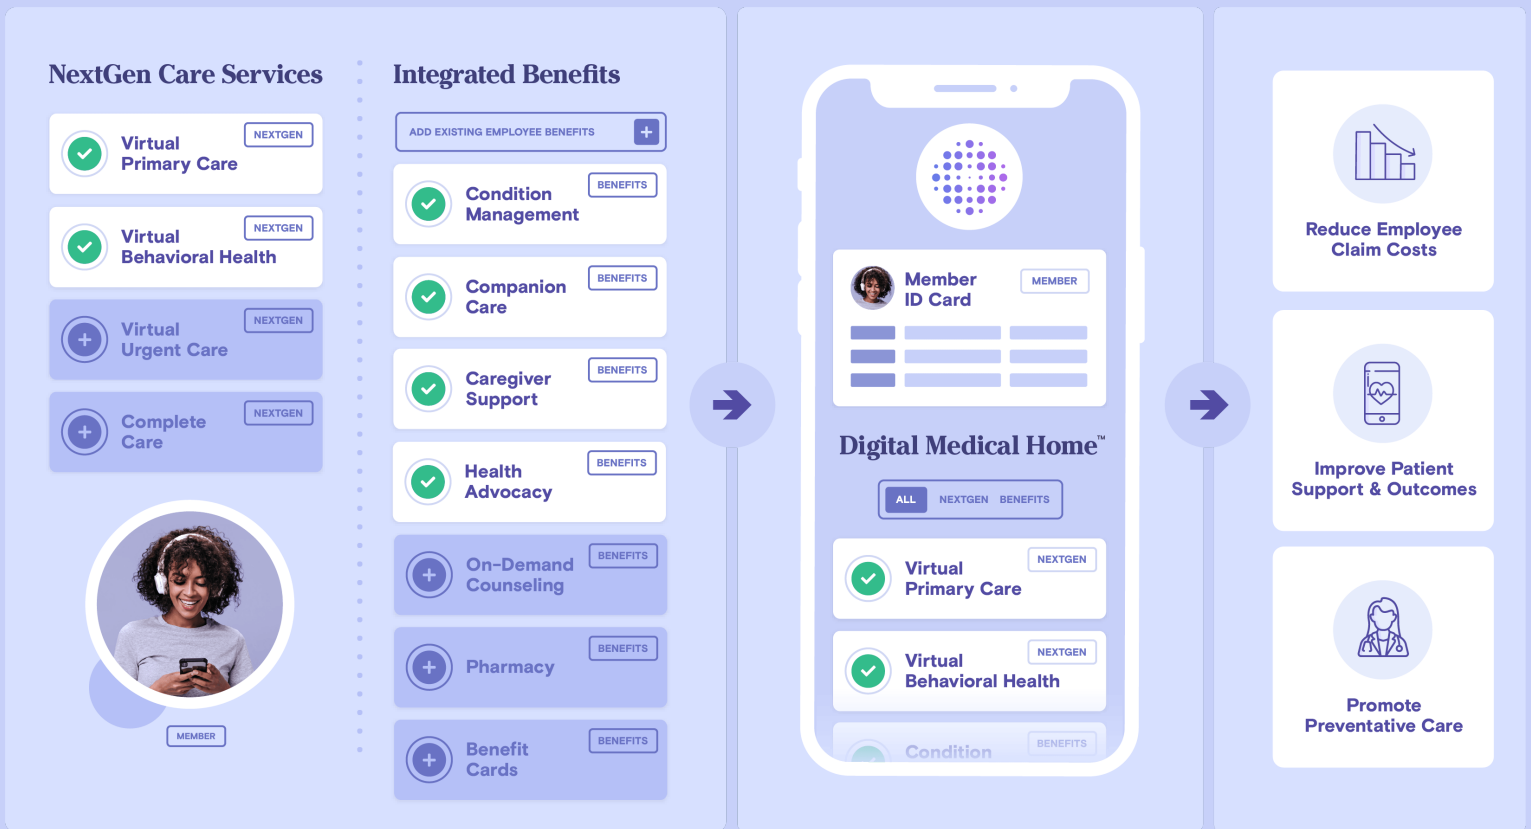 NextGen Care Services
Virtual
Primary Care
NEXTGEN
Virtual
Behavioral Health
NEXTGEN
Virtual
Urgent Care
NEXTGEN
Complete
Care
NEXTGEN
MEMBER
Integrated Benefits
ADD EXISTING EMPLOYEE BENEFITS
Condition
Management
BENEFITS
Companion
Care
BENEFITS
Caregiver
Support
BENEFITS
Health
Advocacy
BENEFITS
On-Demand
Counseling
BENEFITS
Pharmacy
BENEFITS
Benefit
Cards
BENEFITS
Member
ID Card
MEMBER
Digital Medical Home™
ALL NEXTGEN BENEFITS
Virtual
Primary Care
NEXTGEN
Virtual
Behavioral Health
NEXTGEN
Condition
BENEFITS
Reduce Employee
Claim Costs
Improve Patient
Support & Outcomes
Promote
Preventative Care